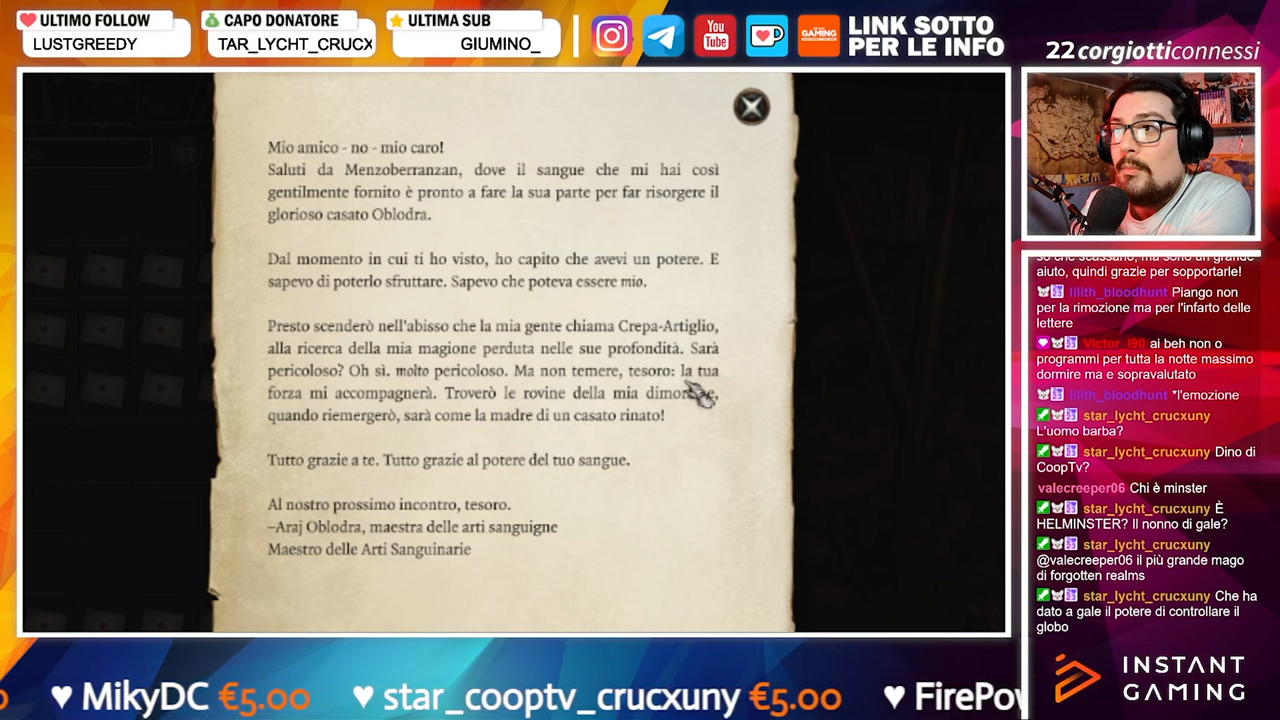 ULTIMO FOLLOW
LUSTGREEDY
CAPO DONATORE
TAR_LYCHT_CRUCX
ULTIMA SUB
GIUMINO_
You
Tube
GAMING
LINK SOTTO
PER LE INFO
22corgiotticonnessi
Mio amico - no - mio caro!
Saluti da Menzoberranzan, dove il sangue che mi hai così
gentilmente fornito è pronto a fare la sua parte per far risorgere il
glorioso casato Oblodra.
Dal momento in cui ti ho visto, ho capito che avevi un potere. E
sapevo di poterlo sfruttare. Sapevo che poteva essere mio.
Presto scenderò nell'abisso che la mia gente chiama Crepa-Artiglio,
alla ricerca della mia magione perduta nelle sue profondità. Sarà
pericoloso? Oh sì. molto pericoloso. Ma non temere, tesoro: la tua
forza mi accompagnerà. Troverò le rovine della mia
quando riemergerò, sarà come la madre di un casato rinato!
Tutto grazie a te. Tutto grazie al potere del tuo sangue.
Al nostro prossimo incontro, tesoro.
–Araj Oblodra, maestra delle arti sanguigne
Maestro delle Arti Sanguinarie
aiuto, quindi grazie per sopportarle!
lilith_bloodhunt Piango non
per la rimozione ma per l'infarto delle
lettere
Victor_l90 ai beh non o
programmi per tutta la notte massimo
dormire ma e sopravalutato
lilith_bloodhunt *l'emozione
star_lycht_crucxuny
L'uomo barba?
star_lycht_crucxuny Dino di
CoopTv?
valecreeper06 Chi è minster
star_lycht_crucxuny È
HELMINSTER? Il nonno di gale?
star_lycht_crucxuny
@valecreeper06 il più grande mago
di forgotten realms
star_lycht_crucxuny Che ha
dato a gale il potere di controllare il
globo
INSTANT
GAMING
♥ MikyDC €5.00 ♥ star_cooptv_crucxuny €5.00 ♥ FirePo